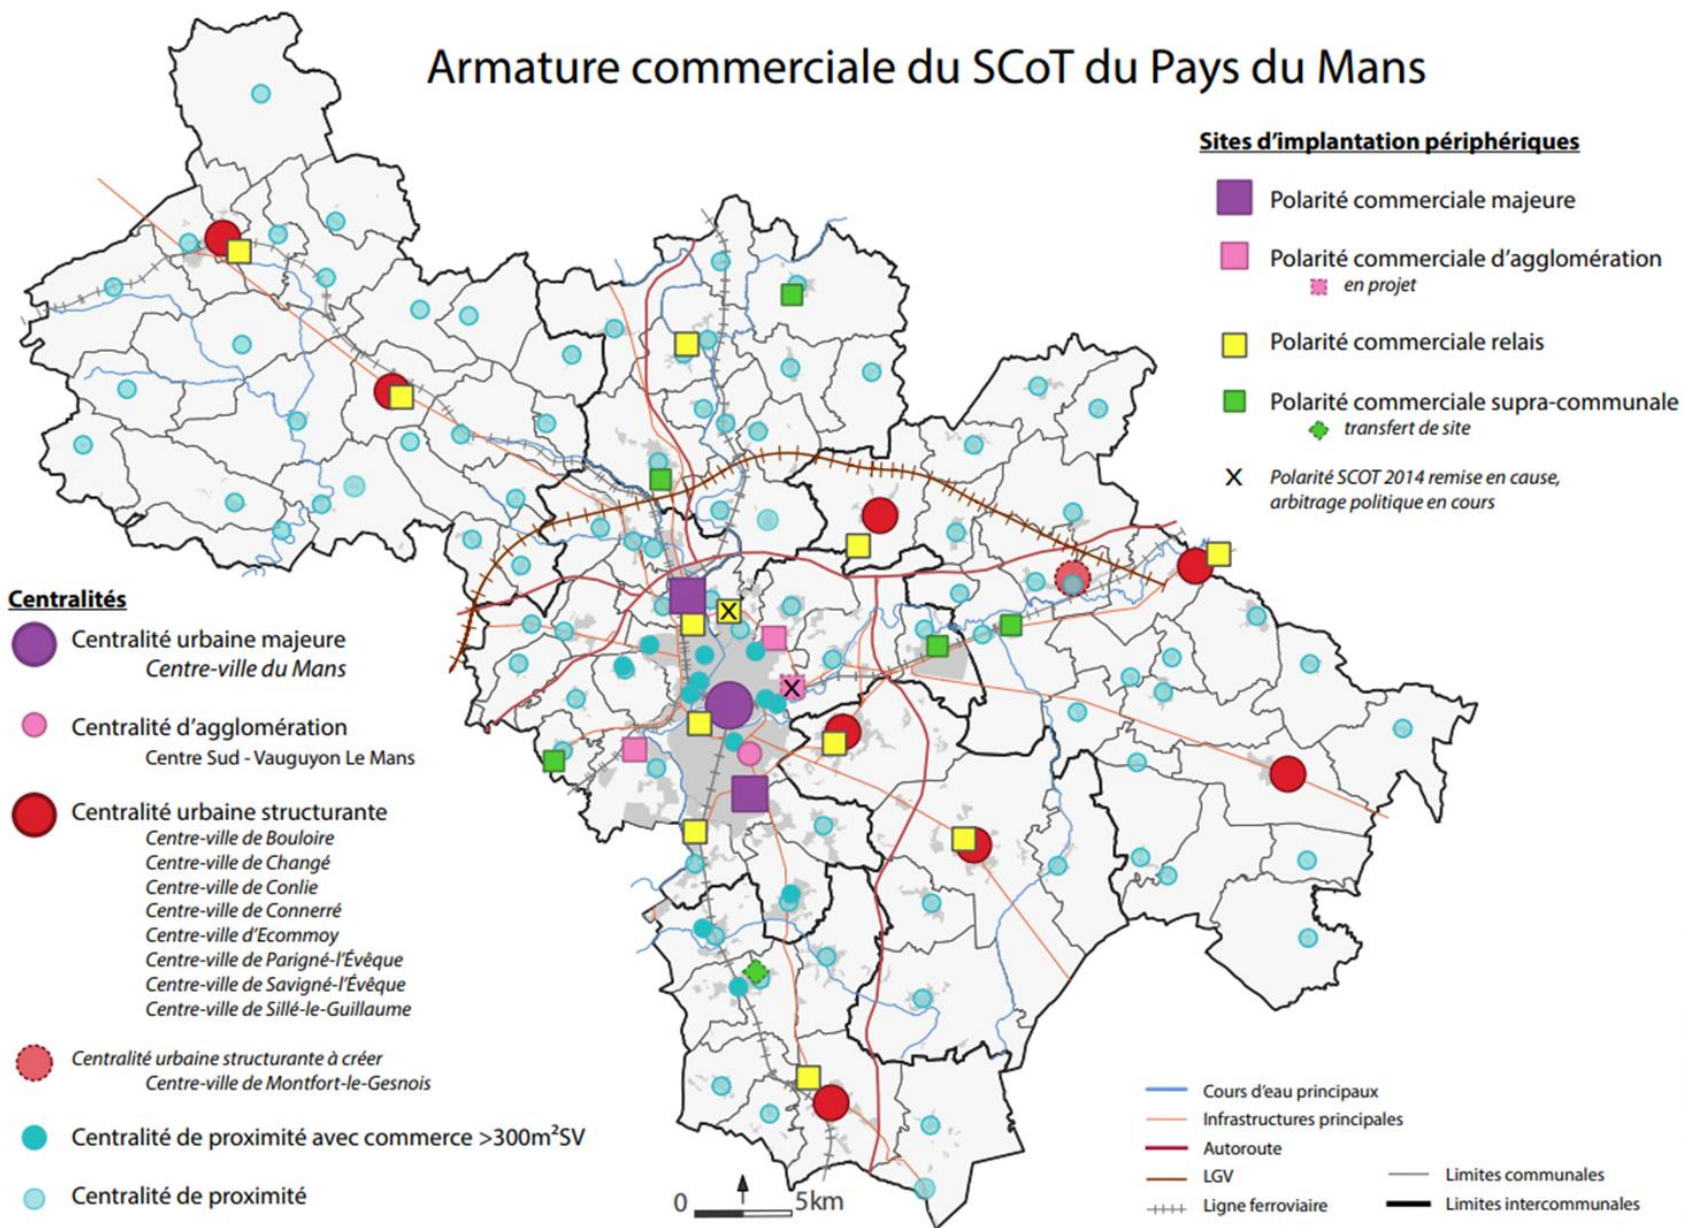 Armature commerciale du SCoT du Pays du Mans
Sites d'implantation périphériques
Polarité commerciale majeure
Polarité commerciale d'agglomération
en projet
Polarité commerciale relais
Polarité commerciale supra-communale
transfert de site
X
Polarité SCOT 2014 remise en cause,
arbitrage politique en cours
X
X
Centralités
Centralité urbaine majeure
Centre-ville du Mans
Centralité d'agglomération
Centre Sud - Vauguyon Le Mans
Centralité urbaine structurante
Centre-ville de Bouloire
Centre-ville de Changé
Centre-ville de Conlie
Centre-ville de Connerré
Centre-ville d'Ecommoy
Centre-ville de Parigné-l'Évêque
Centre-ville de Savigné-l'Évêque
Centre-ville de Sillé-le-Guillaume
Centralité urbaine structurante à créer
Centre-ville de Montfort-le-Gesnois
Centralité de proximité avec commerce >300m²SV
Centralité de proximité
0 5km
Cours d'eau principaux
Infrastructures principales
Autoroute
LGV
Ligne ferroviaire
Limites communales
Limites intercommunales